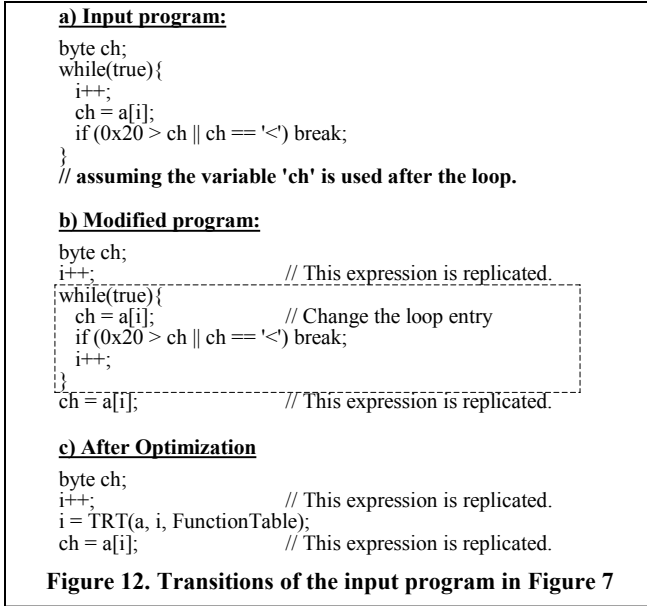 a) Input program:
byte ch;
while(true){
i++;
ch = a[i];
if (0x20 > ch || ch == '<') break;
}
// assuming the variable 'ch' is used after the loop.
b) Modified program:
byte ch;
i++; // This expression is replicated.
while(true){
ch = a[i]; // Change the loop entry
if (0x20 > ch || ch == '<') break;
i++;
}
ch = a[i]; // This expression is replicated.
c) After Optimization
byte ch;
i++; // This expression is replicated.
i = TRT(a, i, FunctionTable);
ch = a[i]; // This expression is replicated.
Figure 12. Transitions of the input program in Figure 7